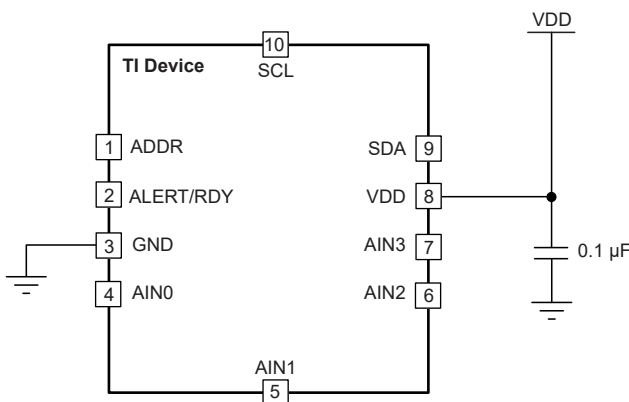 VDD
10
TI Device
SCL
1 ADDR
SDA 9
2 ALERT/RDY
VDD 8
3 GND
AIN3 7
0.1 µF
4 AIN0
AIN2 6
AIN1
5